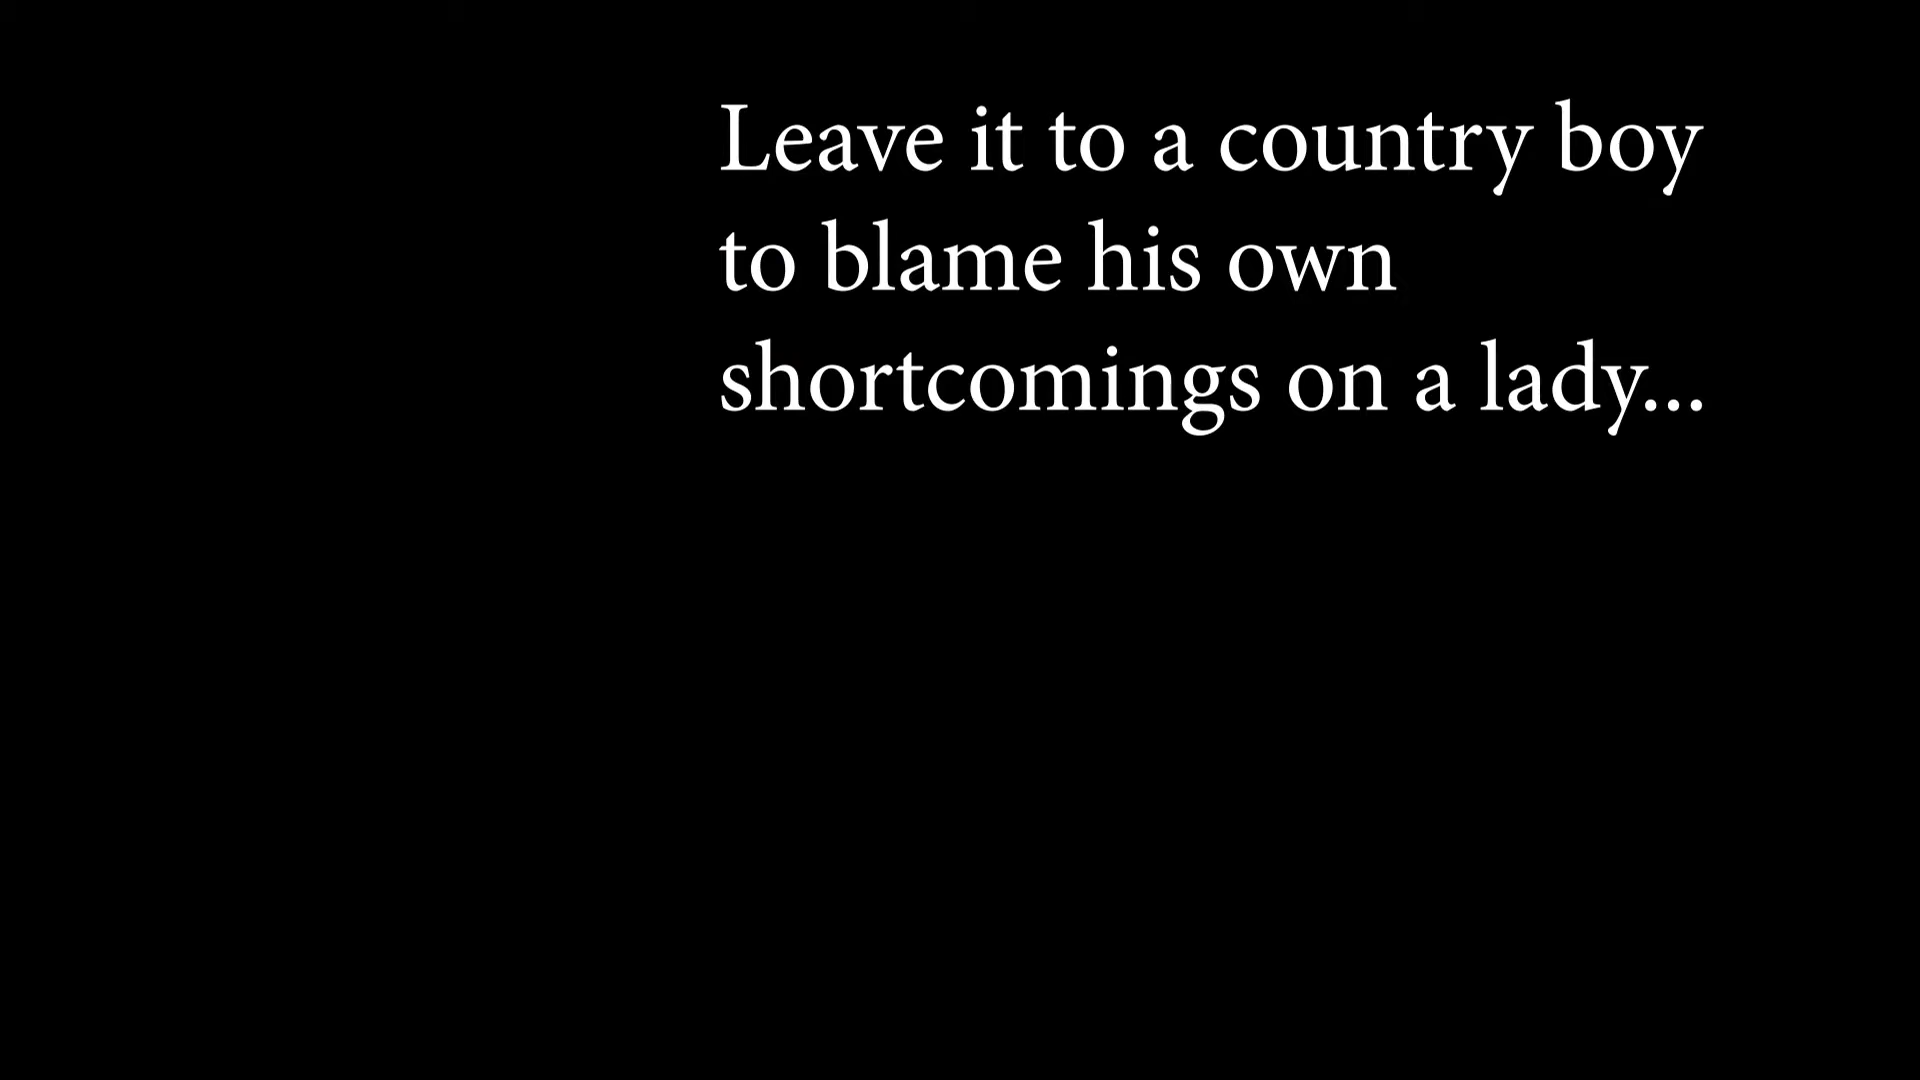 Leave it to a country boy
to blame his own
shortcomings on a lady...